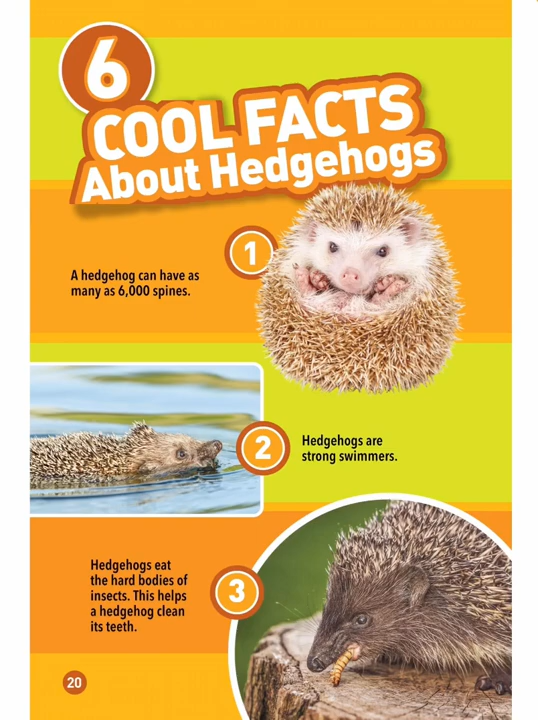 6
COOL FACTS
About Hedgehogs
1
A hedgehog can have as
many as 6,000 spines.
2
Hedgehogs are
strong swimmers.
3
Hedgehogs eat
the hard bodies of
insects. This helps
a hedgehog clean
its teeth.
20